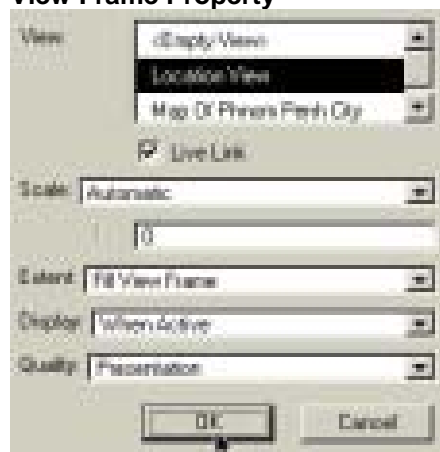 View Frame Property
View:
<Empty View>
Location View
Map Of Phnom Penh City
Live Link
Scale: Automatic
0
Extent: Fill View Frame
Display: When Active
Quality: Presentation
OK Cancel